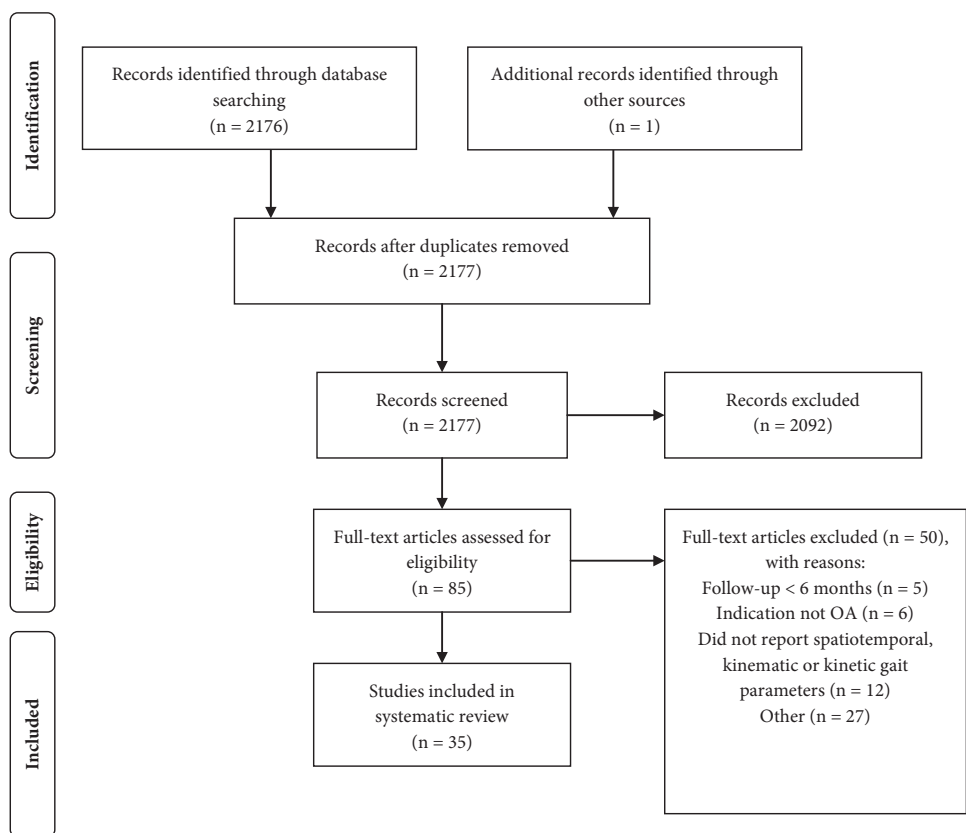 Identification
Records identified through database
searching
(n = 2176)
Additional records identified through
other sources
(n = 1)
Screening
Records after duplicates removed
(n = 2177)
Records screened
(n = 2177)
Records excluded
(n = 2092)
Eligibility
Full-text articles assessed for
eligibility
(n = 85)
Full-text articles excluded (n = 50),
with reasons:
Follow-up < 6 months (n = 5)
Indication not OA (n = 6)
Did not report spatiotemporal,
kinematic or kinetic gait
parameters (n = 12)
Other (n = 27)
Included
Studies included in
systematic review
(n = 35)